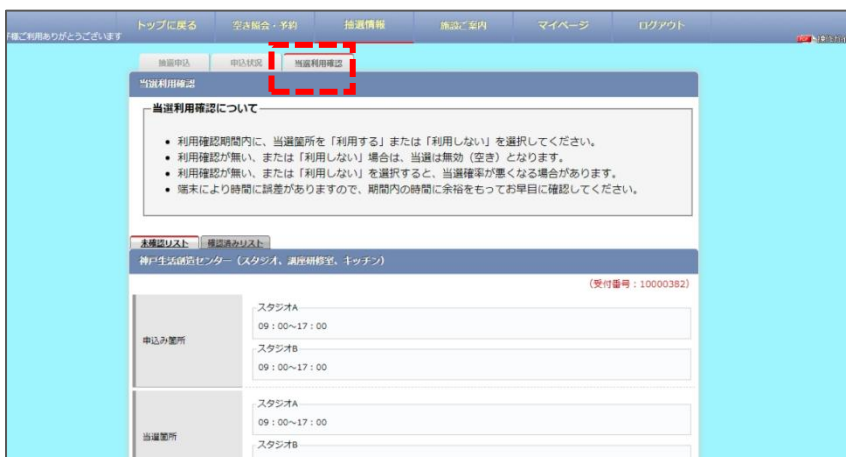 トップに戻る 空き照会・予約 抽選情報 施設ご案内 マイページ ログアウト
様ご利用ありがとうございます
抽選申込 申込状況 当選利用確認
当選利用確認
当選利用確認について
• 利用確認期間内に、当選箇所を「利用する」または「利用しない」を選択してください。
• 利用確認が無い、または「利用しない」場合は、当選は無効（空き）となります。
• 利用確認が無い、または「利用しない」を選択すると、当選確率が悪くなる場合があります。
• 端末により時間に誤差がありますので、期間内の時間に余裕をもってお早目に確認してください。
未確認リスト 確認済みリスト
神戸生活創造センター（スタジオ、講座研修室、キッチン）
（受付番号：10000382）
申込み箇所
スタジオA
09：00～17：00
スタジオB
09：00～17：00
当選箇所
スタジオA
09：00～17：00
スタジオB